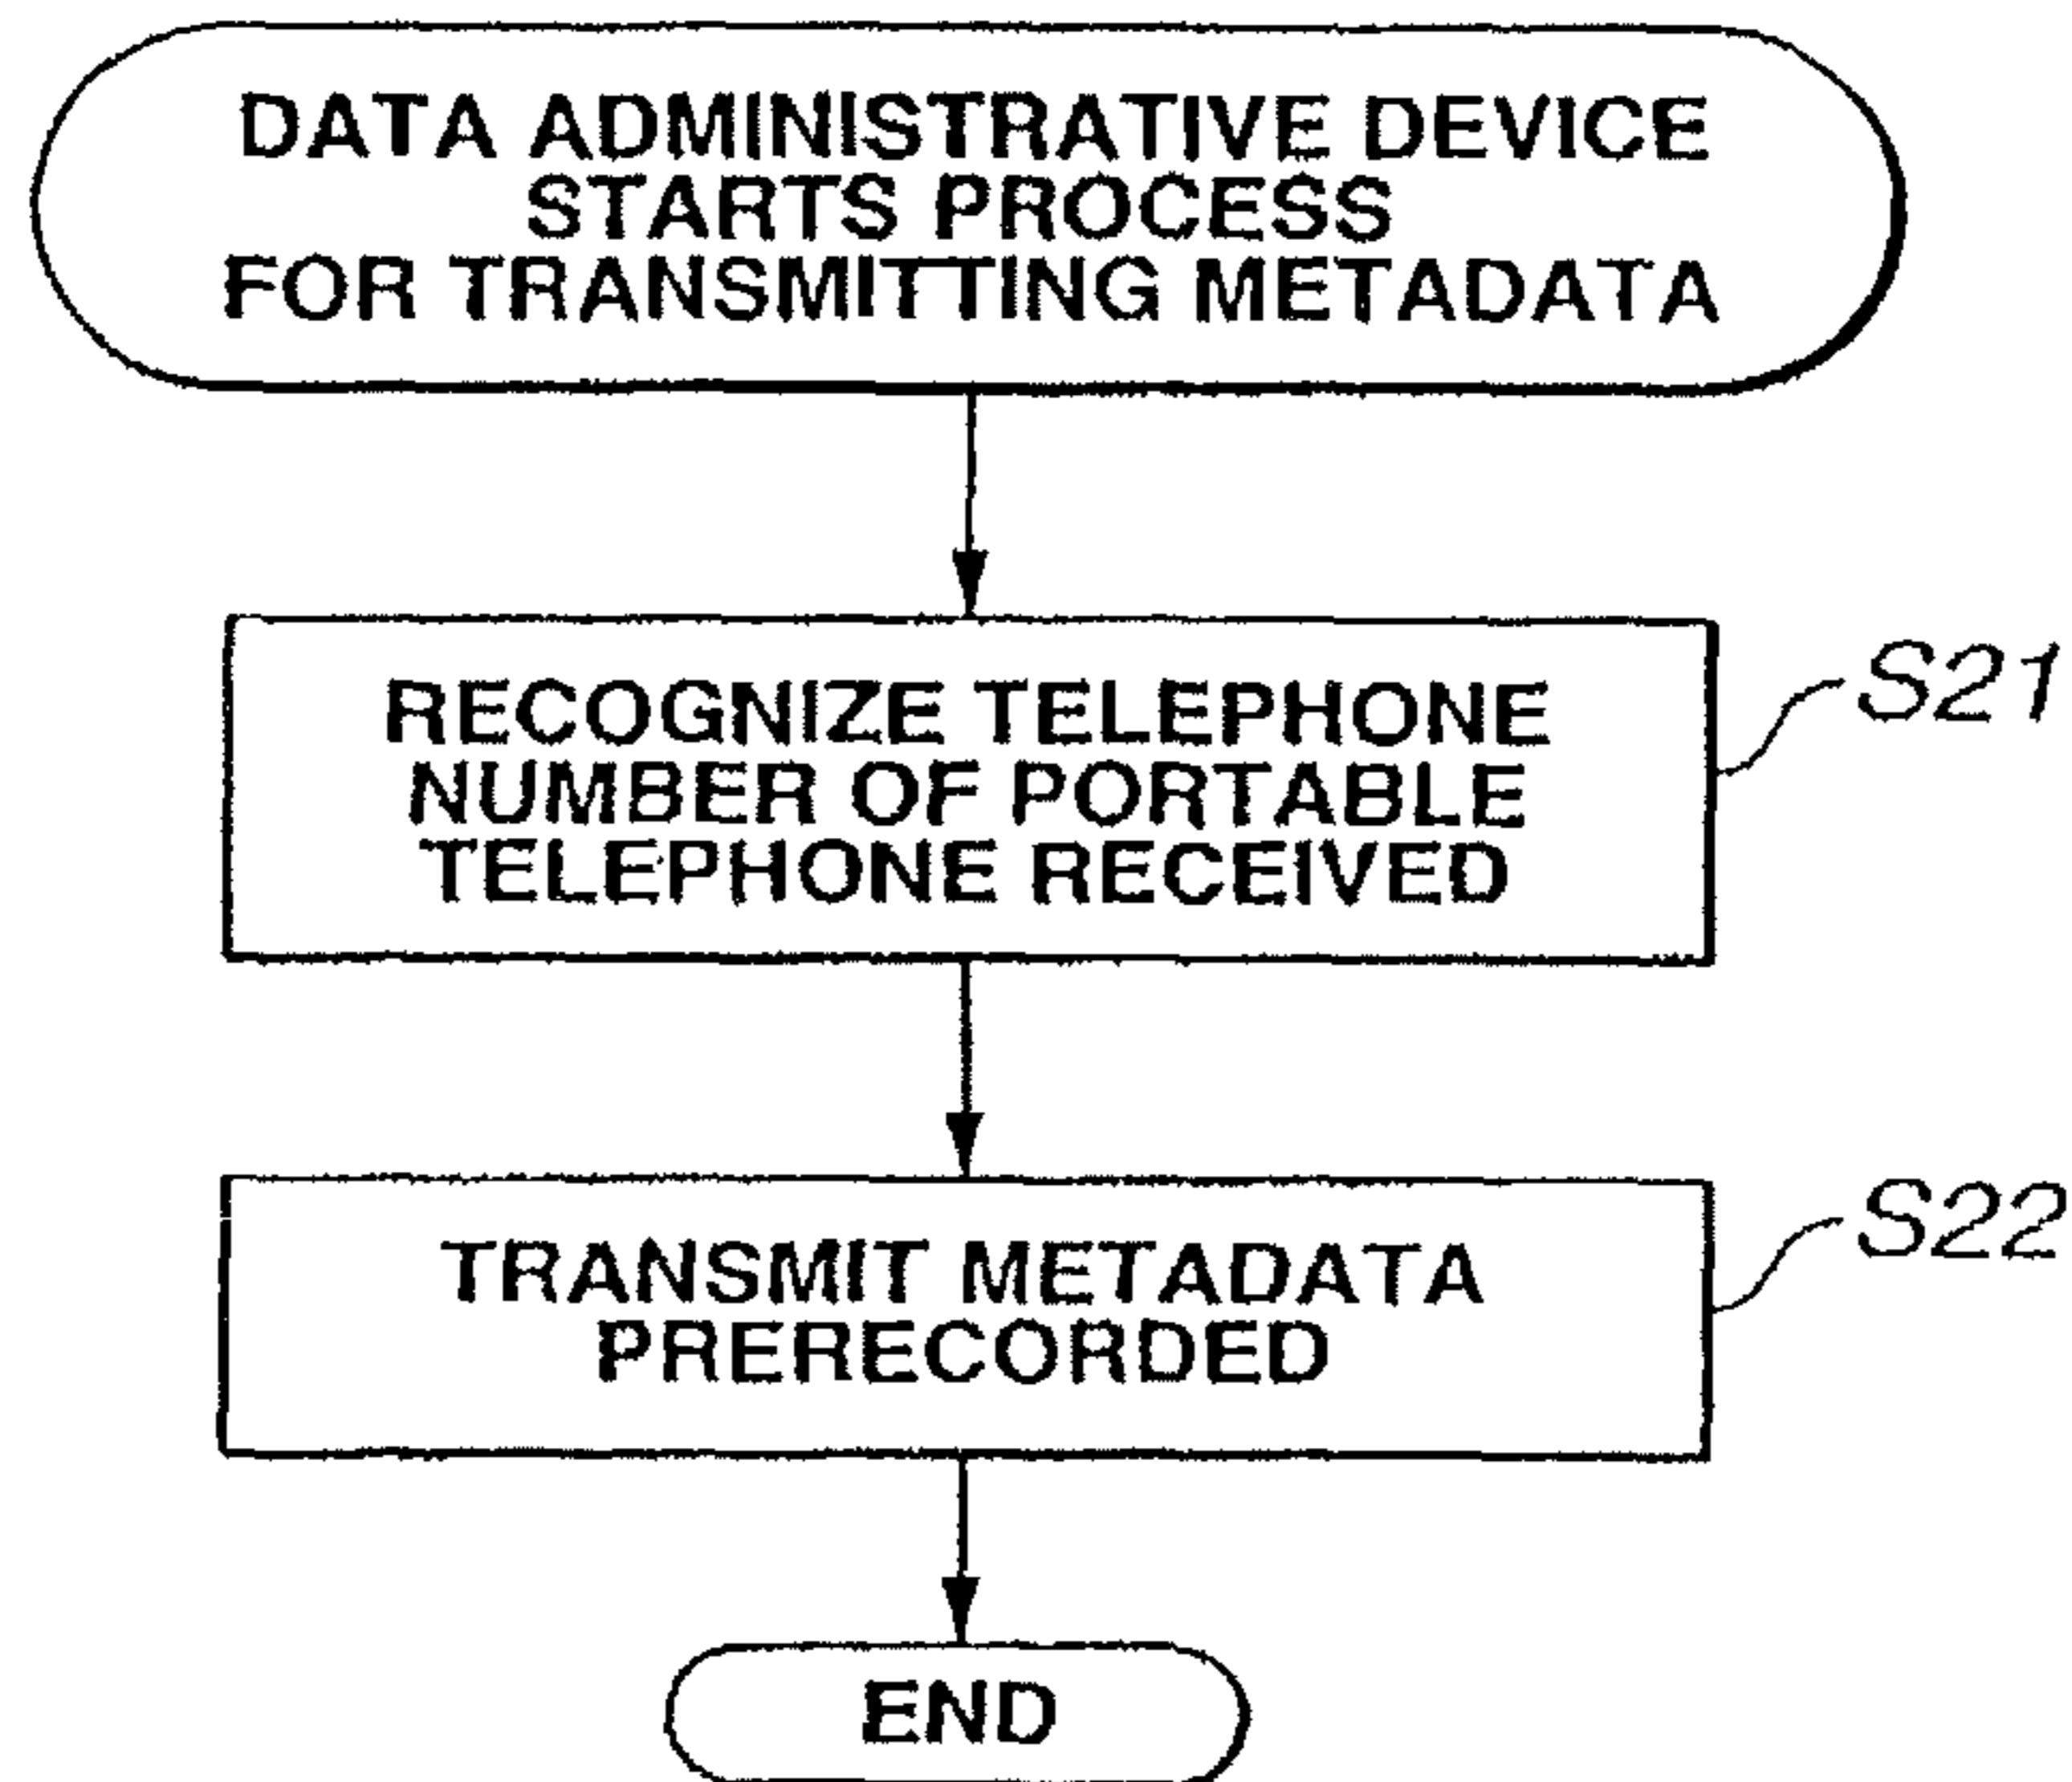 DATA ADMINISTRATIVE DEVICE
STARTS PROCESS
FOR TRANSMITTING METADATA
RECOGNIZE TELEPHONE
NUMBER OF PORTABLE
TELEPHONE RECEIVED
S21
TRANSMIT METADATA
PRERECORDED
S22
END